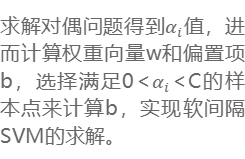 求解对偶问题得到𝛼𝑖值，进
而计算权重向量w和偏置项
b，选择满足0<𝛼𝑖<C的样
本点来计算b，实现软间隔
SVM的求解。